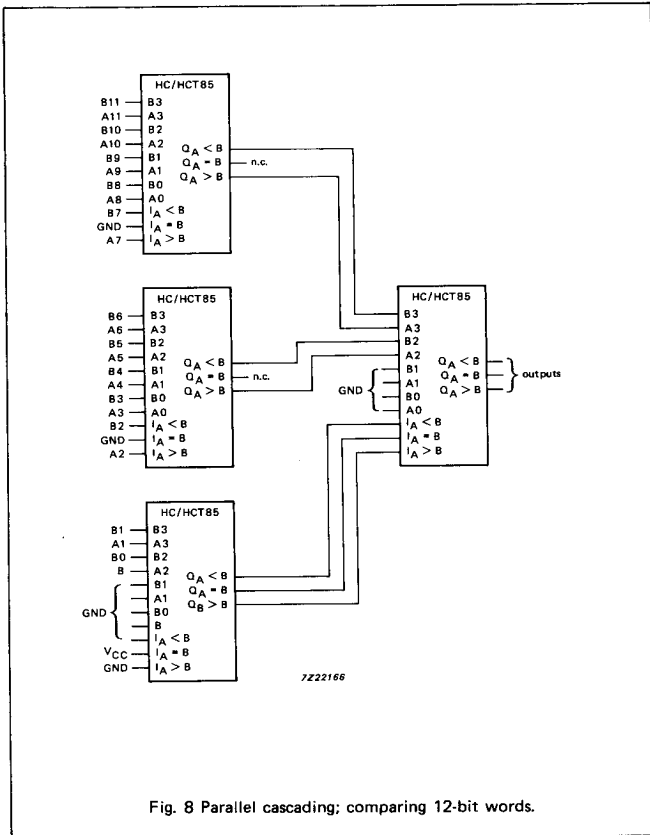 HC/HCT85
B11 B3
A11 A3
B10 B2
A10 A2 QA < B
B9 B1 QA = B n.c.
A9 A1 QA > B
B8 B0
A8 A0
B7 IA < B
GND IA = B
A7 IA > B
HC/HCT85
B6 B3
A6 A3
B5 B2
A5 A2 QA < B
B4 B1 QA = B n.c.
A4 A1 QA > B
B3 B0
A3 A0
B2 IA < B
GND IA = B
A2 IA > B
HC/HCT85
B1 B3
A1 A3
B0 B2
B A2
B1 QA < B
A1 QA = B
GND B0 QB > B
B
IA < B
VCC IA = B
GND IA > B
HC/HCT85
B3
A3
B2
A2 QA < B
B1 QA = B outputs
GND A1 QA > B
B0
A0
IA < B
IA = B
IA > B
7Z22166
Fig. 8 Parallel cascading; comparing 12-bit words.